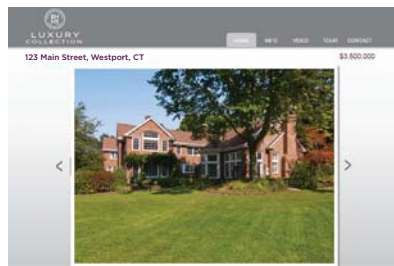 LUXURY
COLLECTION
HOME INFO VIDEO TOUR CONTACT
123 Main Street, Westport, CT
$3,600,000